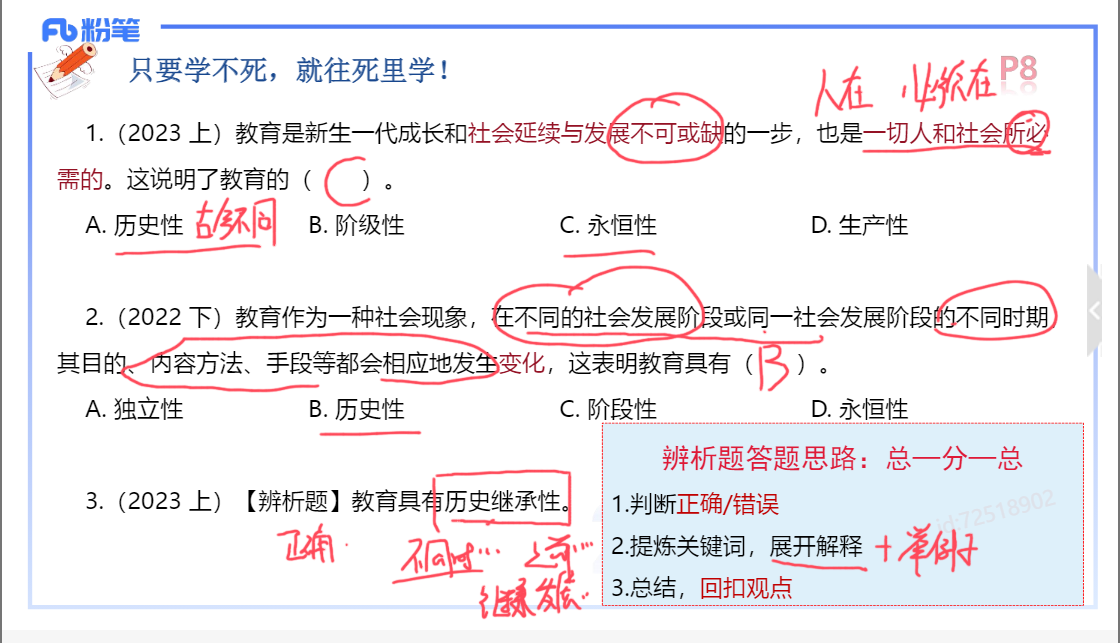 粉笔
只要学不死，就往死里学！
P8
人在 必然在
1.（2023 上）教育是新生一代成长和社会延续与发展不可或缺的一步，也是一切人和社会所必
需的。这说明了教育的（ C ）。
A. 历史性 古今不同 B. 阶级性 C. 永恒性 D. 生产性
2.（2022 下）教育作为一种社会现象，在不同的社会发展阶段或同一社会发展阶段的不同时期，
其目的、内容方法、手段等都会相应地发生变化，这表明教育具有（ B ）。
A. 独立性 B. 历史性 C. 阶段性 D. 永恒性
3.（2023 上）【辨析题】教育具有历史继承性。
正确.
继承 发展
辨析题答题思路：总—分—总
1.判断正确/错误
2.提炼关键词，展开解释 + 举例子
3.总结，回扣观点
id:72518902